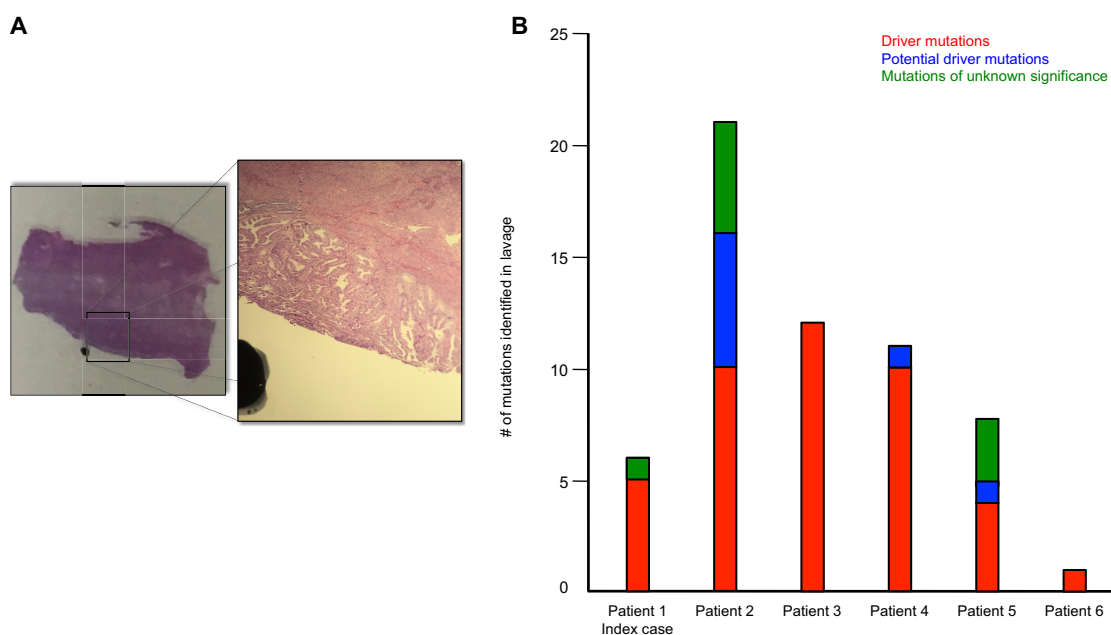 A
B
25
20
15
10
5
0
# of mutations identified in lavage
Driver mutations
Potential driver mutations
Mutations of unknown significance
Patient 1
Index case
Patient 2
Patient 3
Patient 4
Patient 5
Patient 6